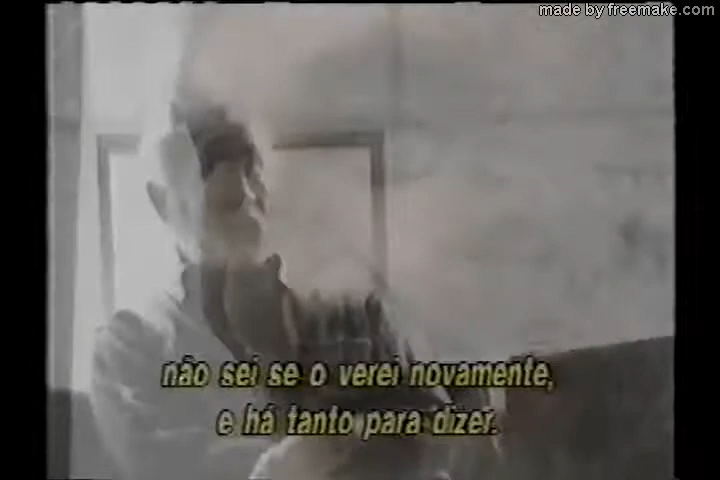 made by freemake.com
não sei se o verei novamente,
e há tanto para dizer.